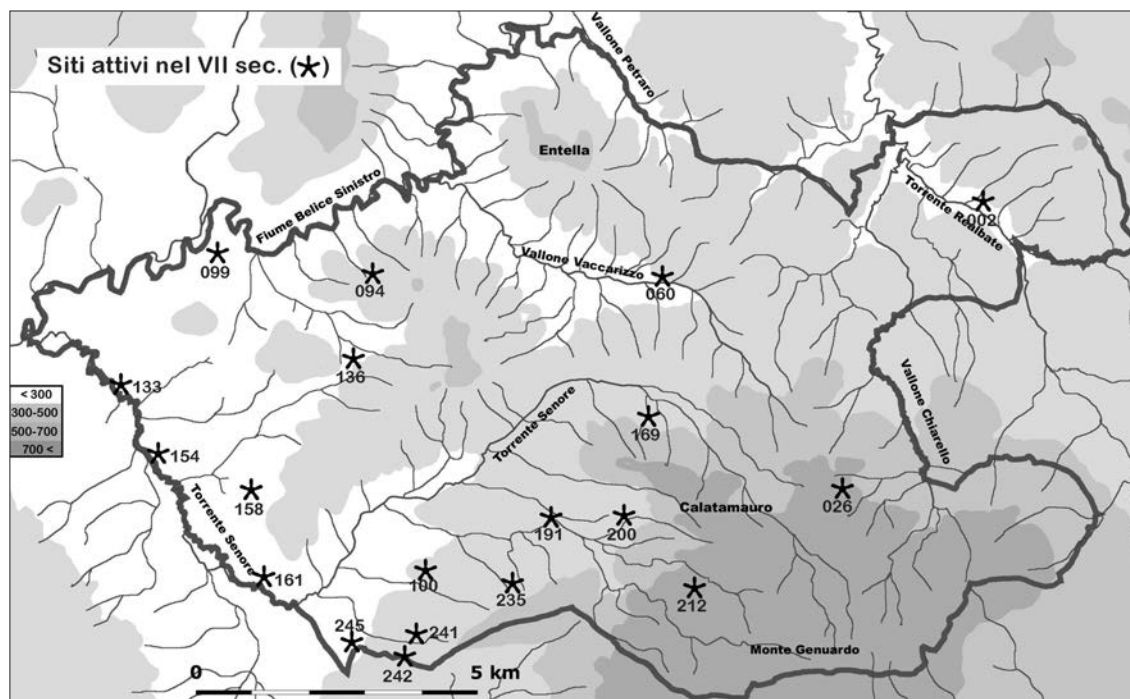 Siti attivi nel VII sec. (★)
Vallone Petraro
Entella
Fiume Belice Sinistro
Torrente Realbate
002
099
094
Vallone Vaccarizzo
060
136
133
< 300
300-500
500-700
700 <
Vallone Chiarello
Torrente Senore
169
154
158
Calatamauro
026
191
200
Torrente Senore
161
100
235
212
245
241
242
Monte Genuardo
0
5 km